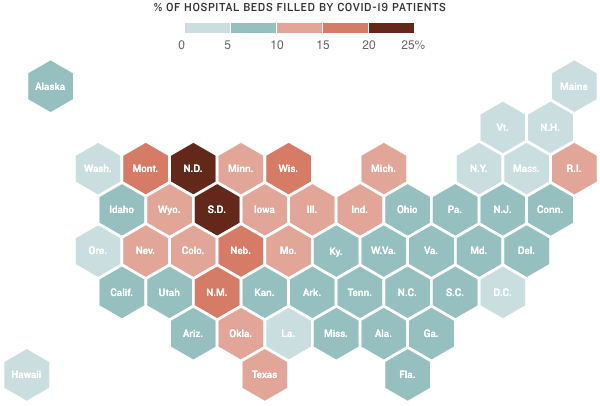 % OF HOSPITAL BEDS FILLED BY COVID-19 PATIENTS
0 5 10 15 20 25%
Alaska Maine
Vt. N.H.
Wash. Mont. N.D. Minn. Wis. Mich. N.Y. Mass. R.I.
Idaho Wyo. S.D. Iowa Ill. Ind. Ohio Pa. N.J. Conn.
Ore. Nev. Colo. Neb. Mo. Ky. W.Va. Va. Md. Del.
Calif. Utah N.M. Kan. Ark. Tenn. N.C. S.C. D.C.
Ariz. Okla. La. Miss. Ala. Ga.
Hawaii Texas Fla.